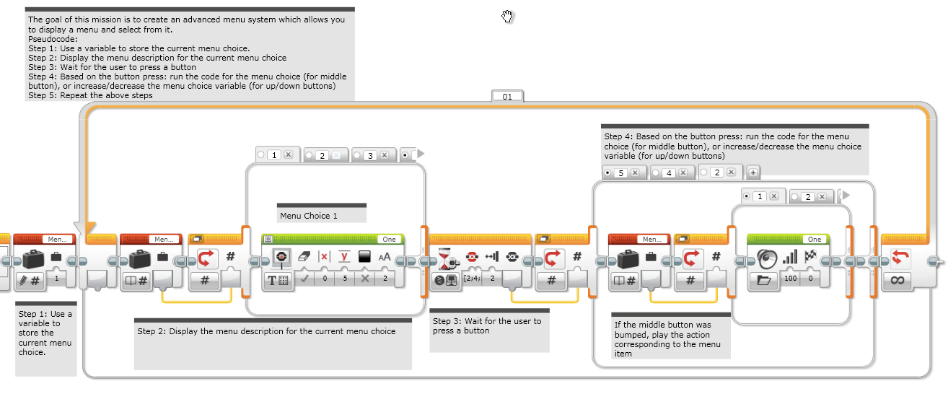 The goal of this mission is to create an advanced menu system which allows you
to display a menu and select from it.
Pseudocode:
Step 1: Use a variable to store the current menu choice.
Step 2: Display the menu description for the current menu choice
Step 3: Wait for the user to press a button
Step 4: Based on the button press: run the code for the menu choice (for middle
button), or increase/decrease the menu choice variable (for up/down buttons)
Step 5: Repeat the above steps
01
Step 4: Based on the button press: run the code for the menu
choice (for middle button), or increase/decrease the menu choice
variable (for up/down buttons)
1 2 3
5 4 2 +
1 2
Menu Choice 1
Men...
Men...
One
Men...
One
#
x
y
AA
#
#
1
#
#
#
T
0
5
2
[2;4;
2
#
#
#
100
0
∞
Step 1: Use a
variable to
store the
current menu
choice.
Step 2: Display the menu description for the current menu choice
Step 3: Wait for the user to
press a button
If the middle button was
bumped, play the action
corresponding to the menu
item